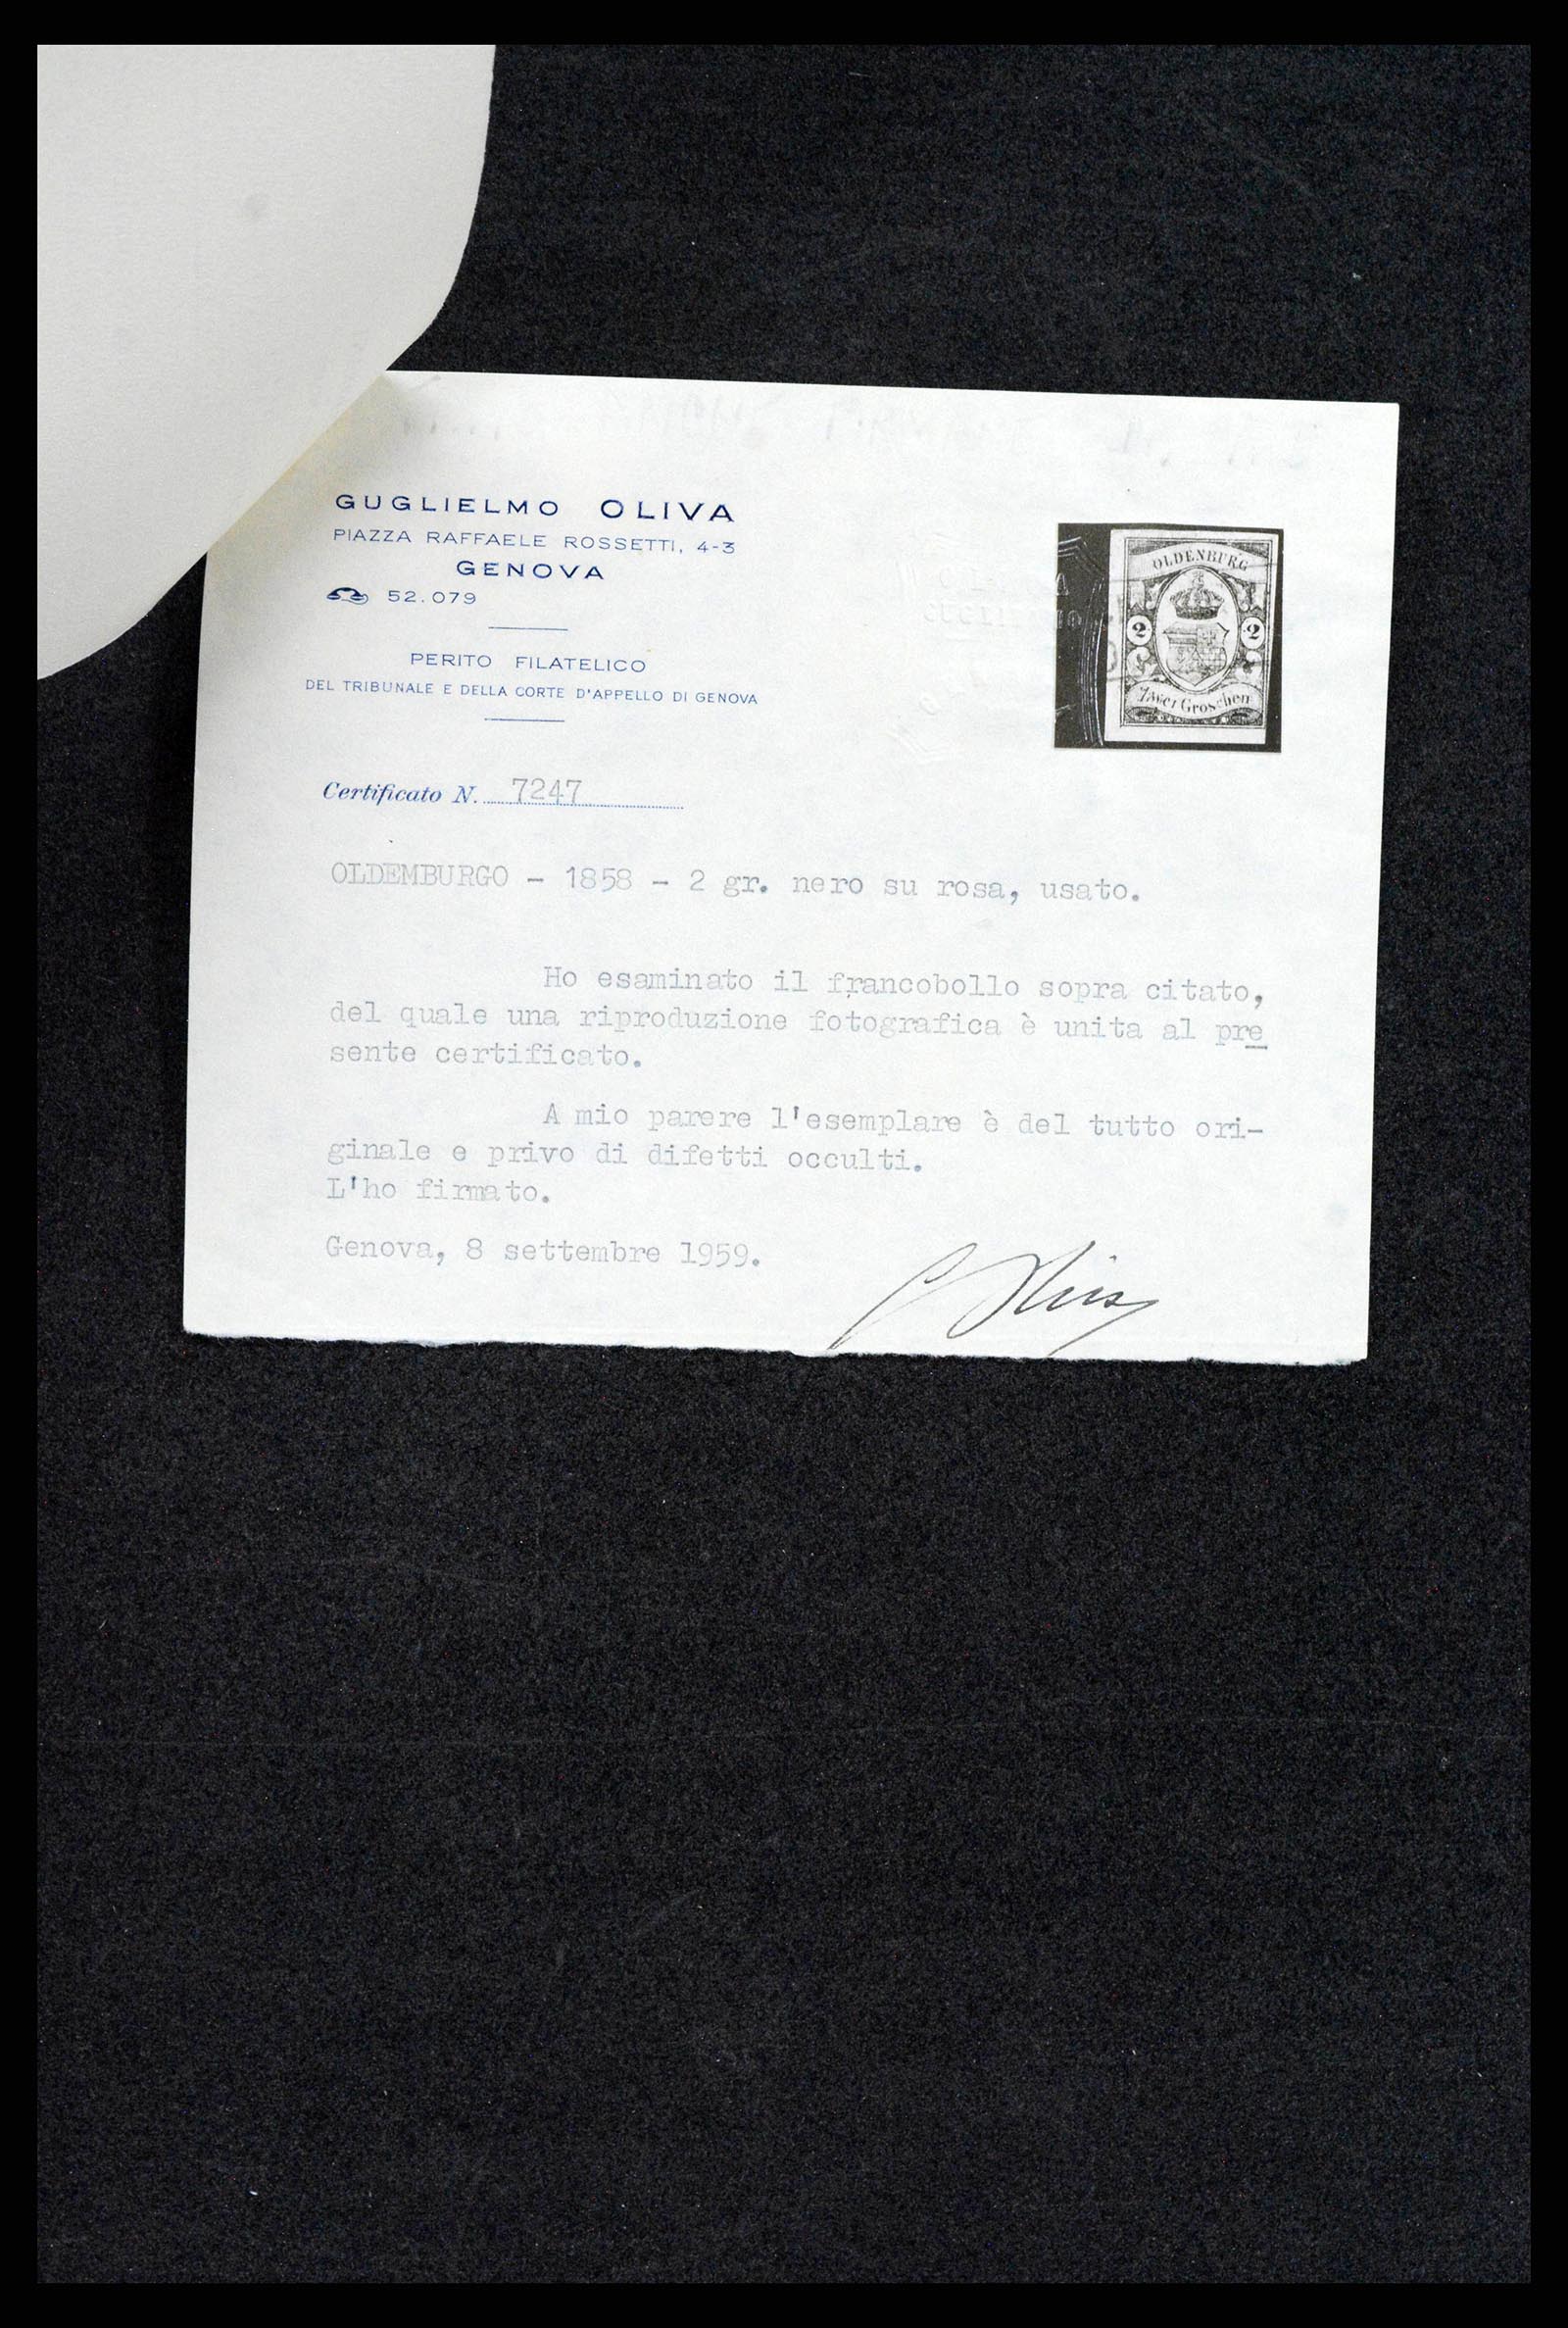 GUGLIELMO OLIVA
PIAZZA RAFFAELE ROSSETTI, 4-3
GENOVA
52.079
PERITO FILATELICO
DEL TRIBUNALE E DELLA CORTE D'APPELLO DI GENOVA
OLDENBURG
2 2
Zwei Groschen
Certificato N. 7247
OLDEMBURGO - 1858 - 2 gr. nero su rosa, usato.
Ho esaminato il francobollo sopra citato,
del quale una riproduzione fotografica è unita al pre
sente certificato.
A mio parere l'esemplare è del tutto ori-
ginale e privo di difetti occulti.
L'ho firmato.
Genova, 8 settembre 1959.